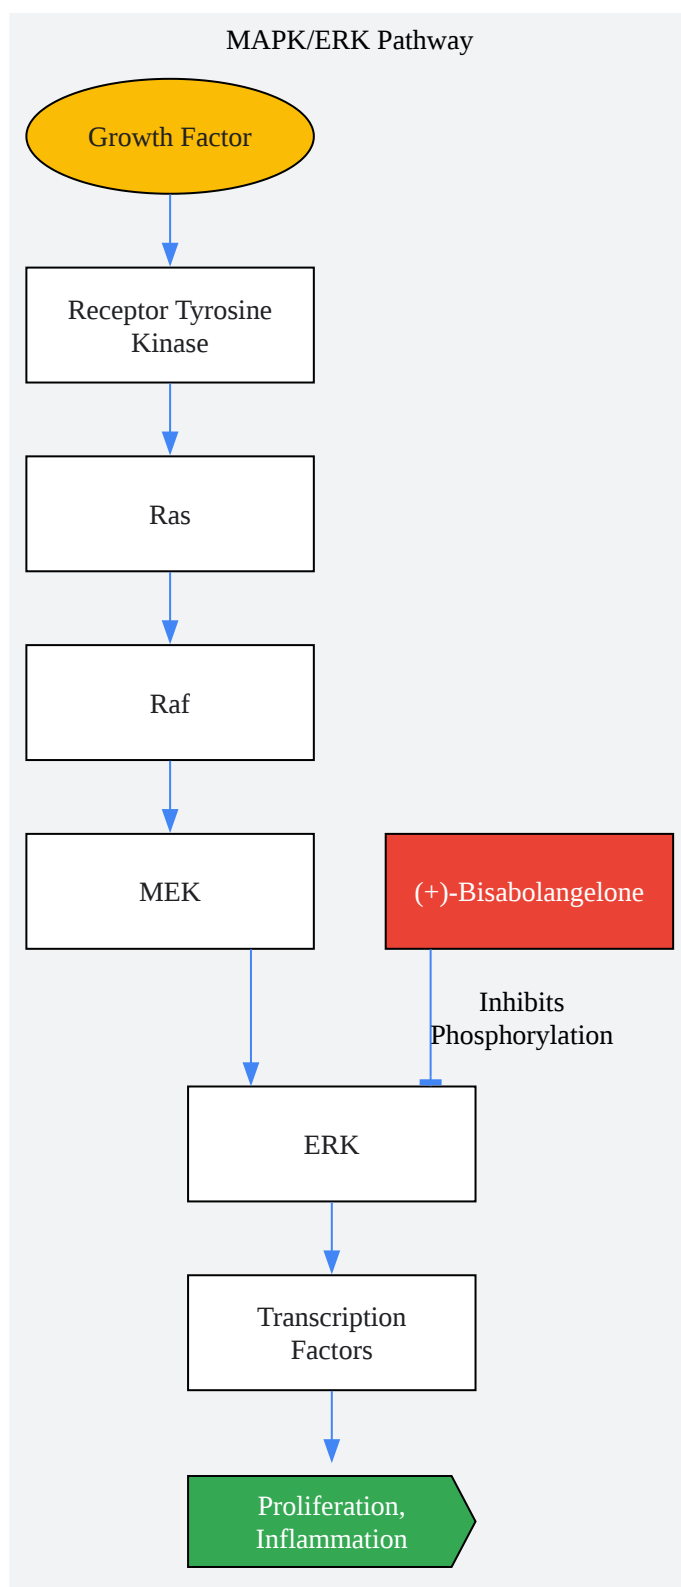 MAPK/ERK Pathway
Growth Factor
Receptor Tyrosine
Kinase
Ras
Raf
MEK
(+)-Bisabolangelone
Inhibits
Phosphorylation
ERK
Transcription
Factors
Proliferation,
Inflammation